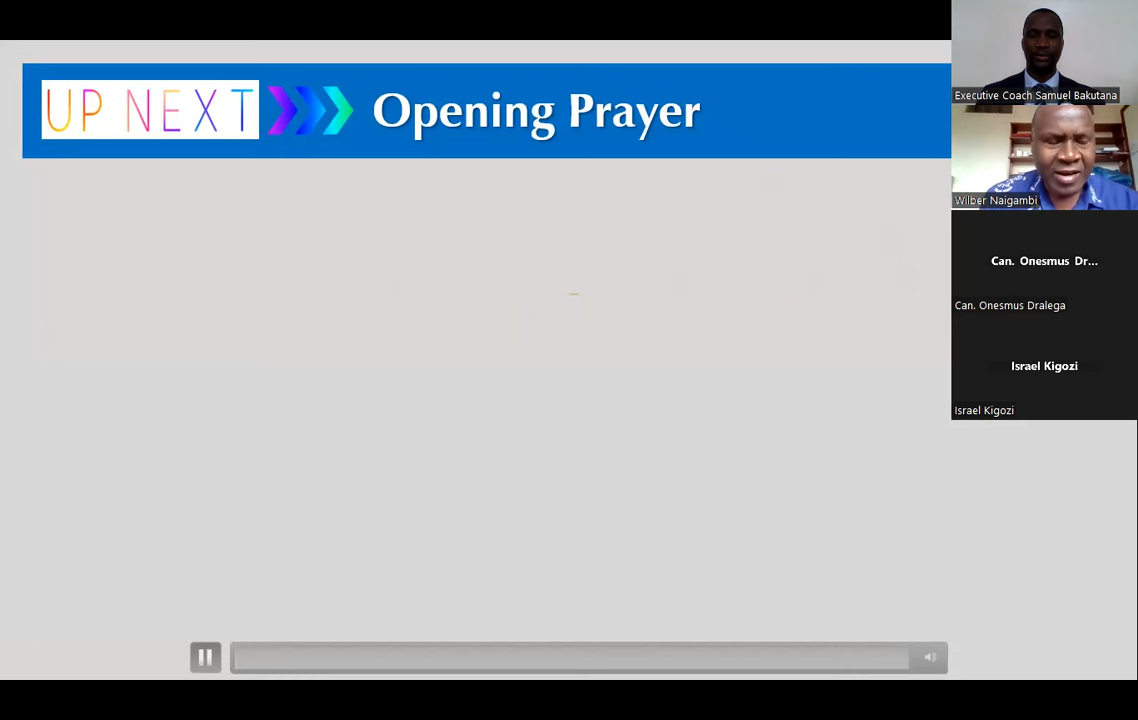 UP NEXT Opening Prayer
Executive Coach Samuel Bakutana
Wilber Naigambi
Can. Onesmus Dr...
Can. Onesmus Dralega
Israel Kigozi
Israel Kigozi